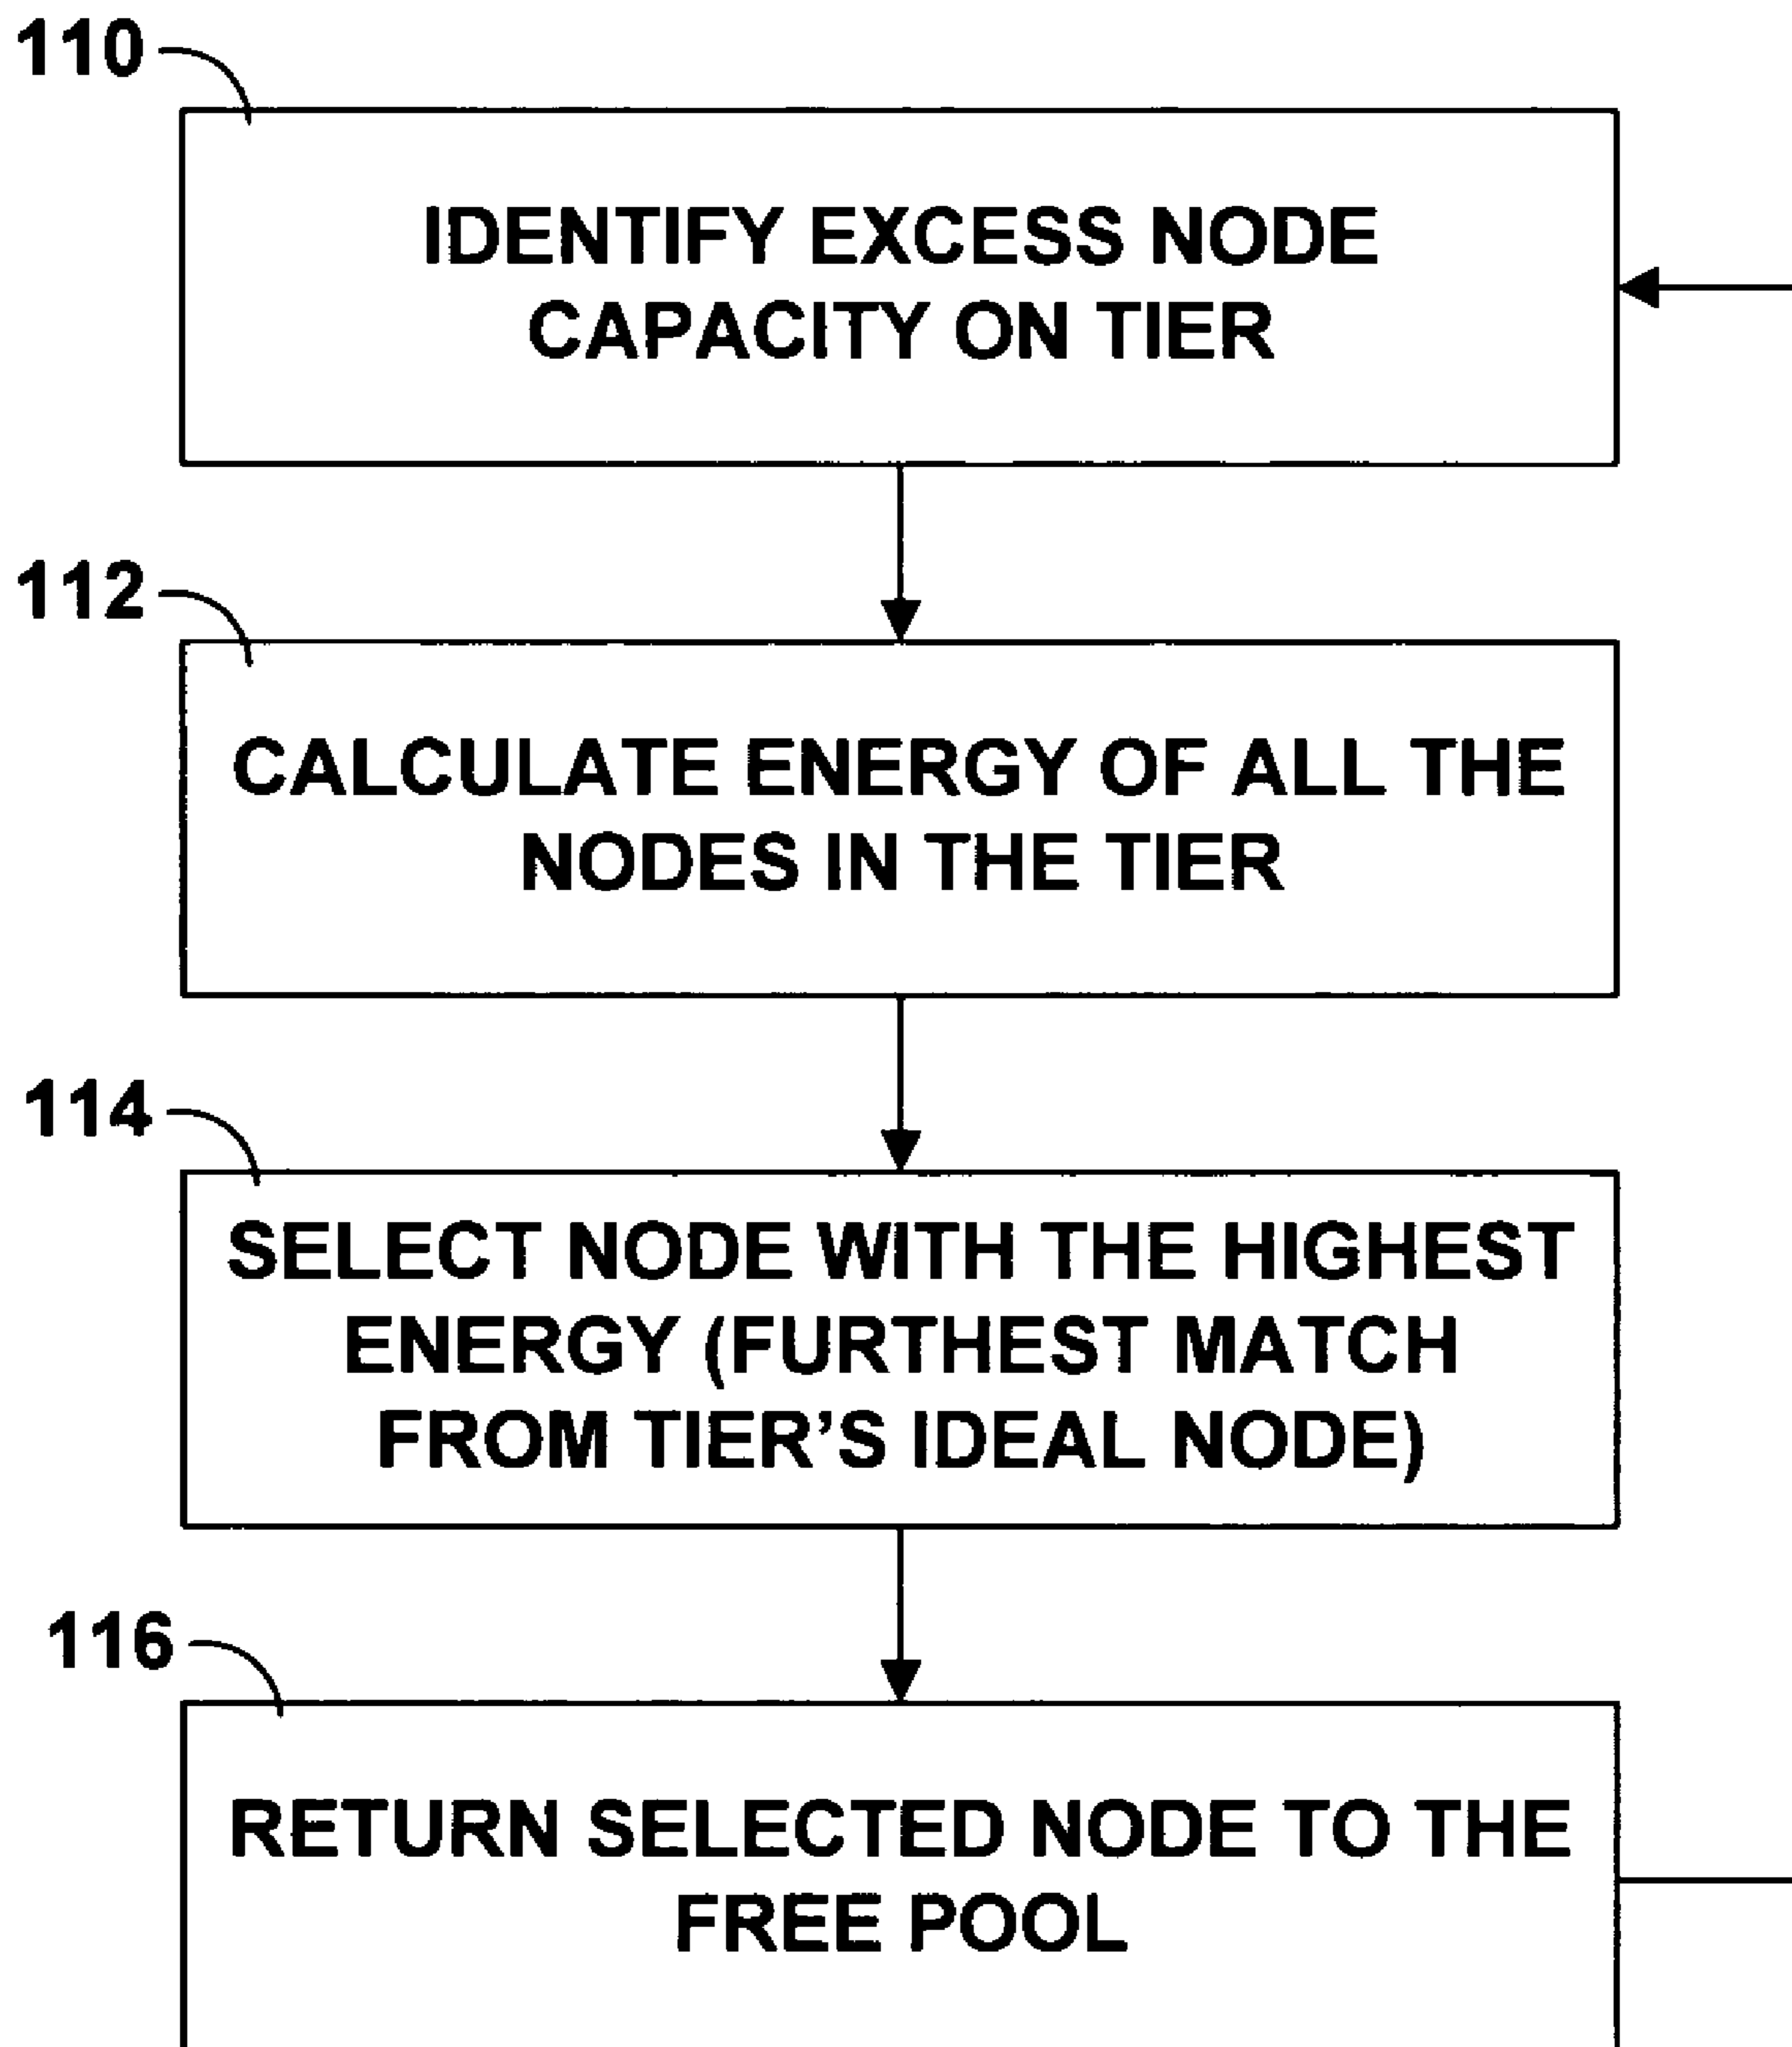 110
IDENTIFY EXCESS NODE
CAPACITY ON TIER
112
CALCULATE ENERGY OF ALL THE
NODES IN THE TIER
114
SELECT NODE WITH THE HIGHEST
ENERGY (FURTHEST MATCH
FROM TIER’S IDEAL NODE)
116
RETURN SELECTED NODE TO THE
FREE POOL